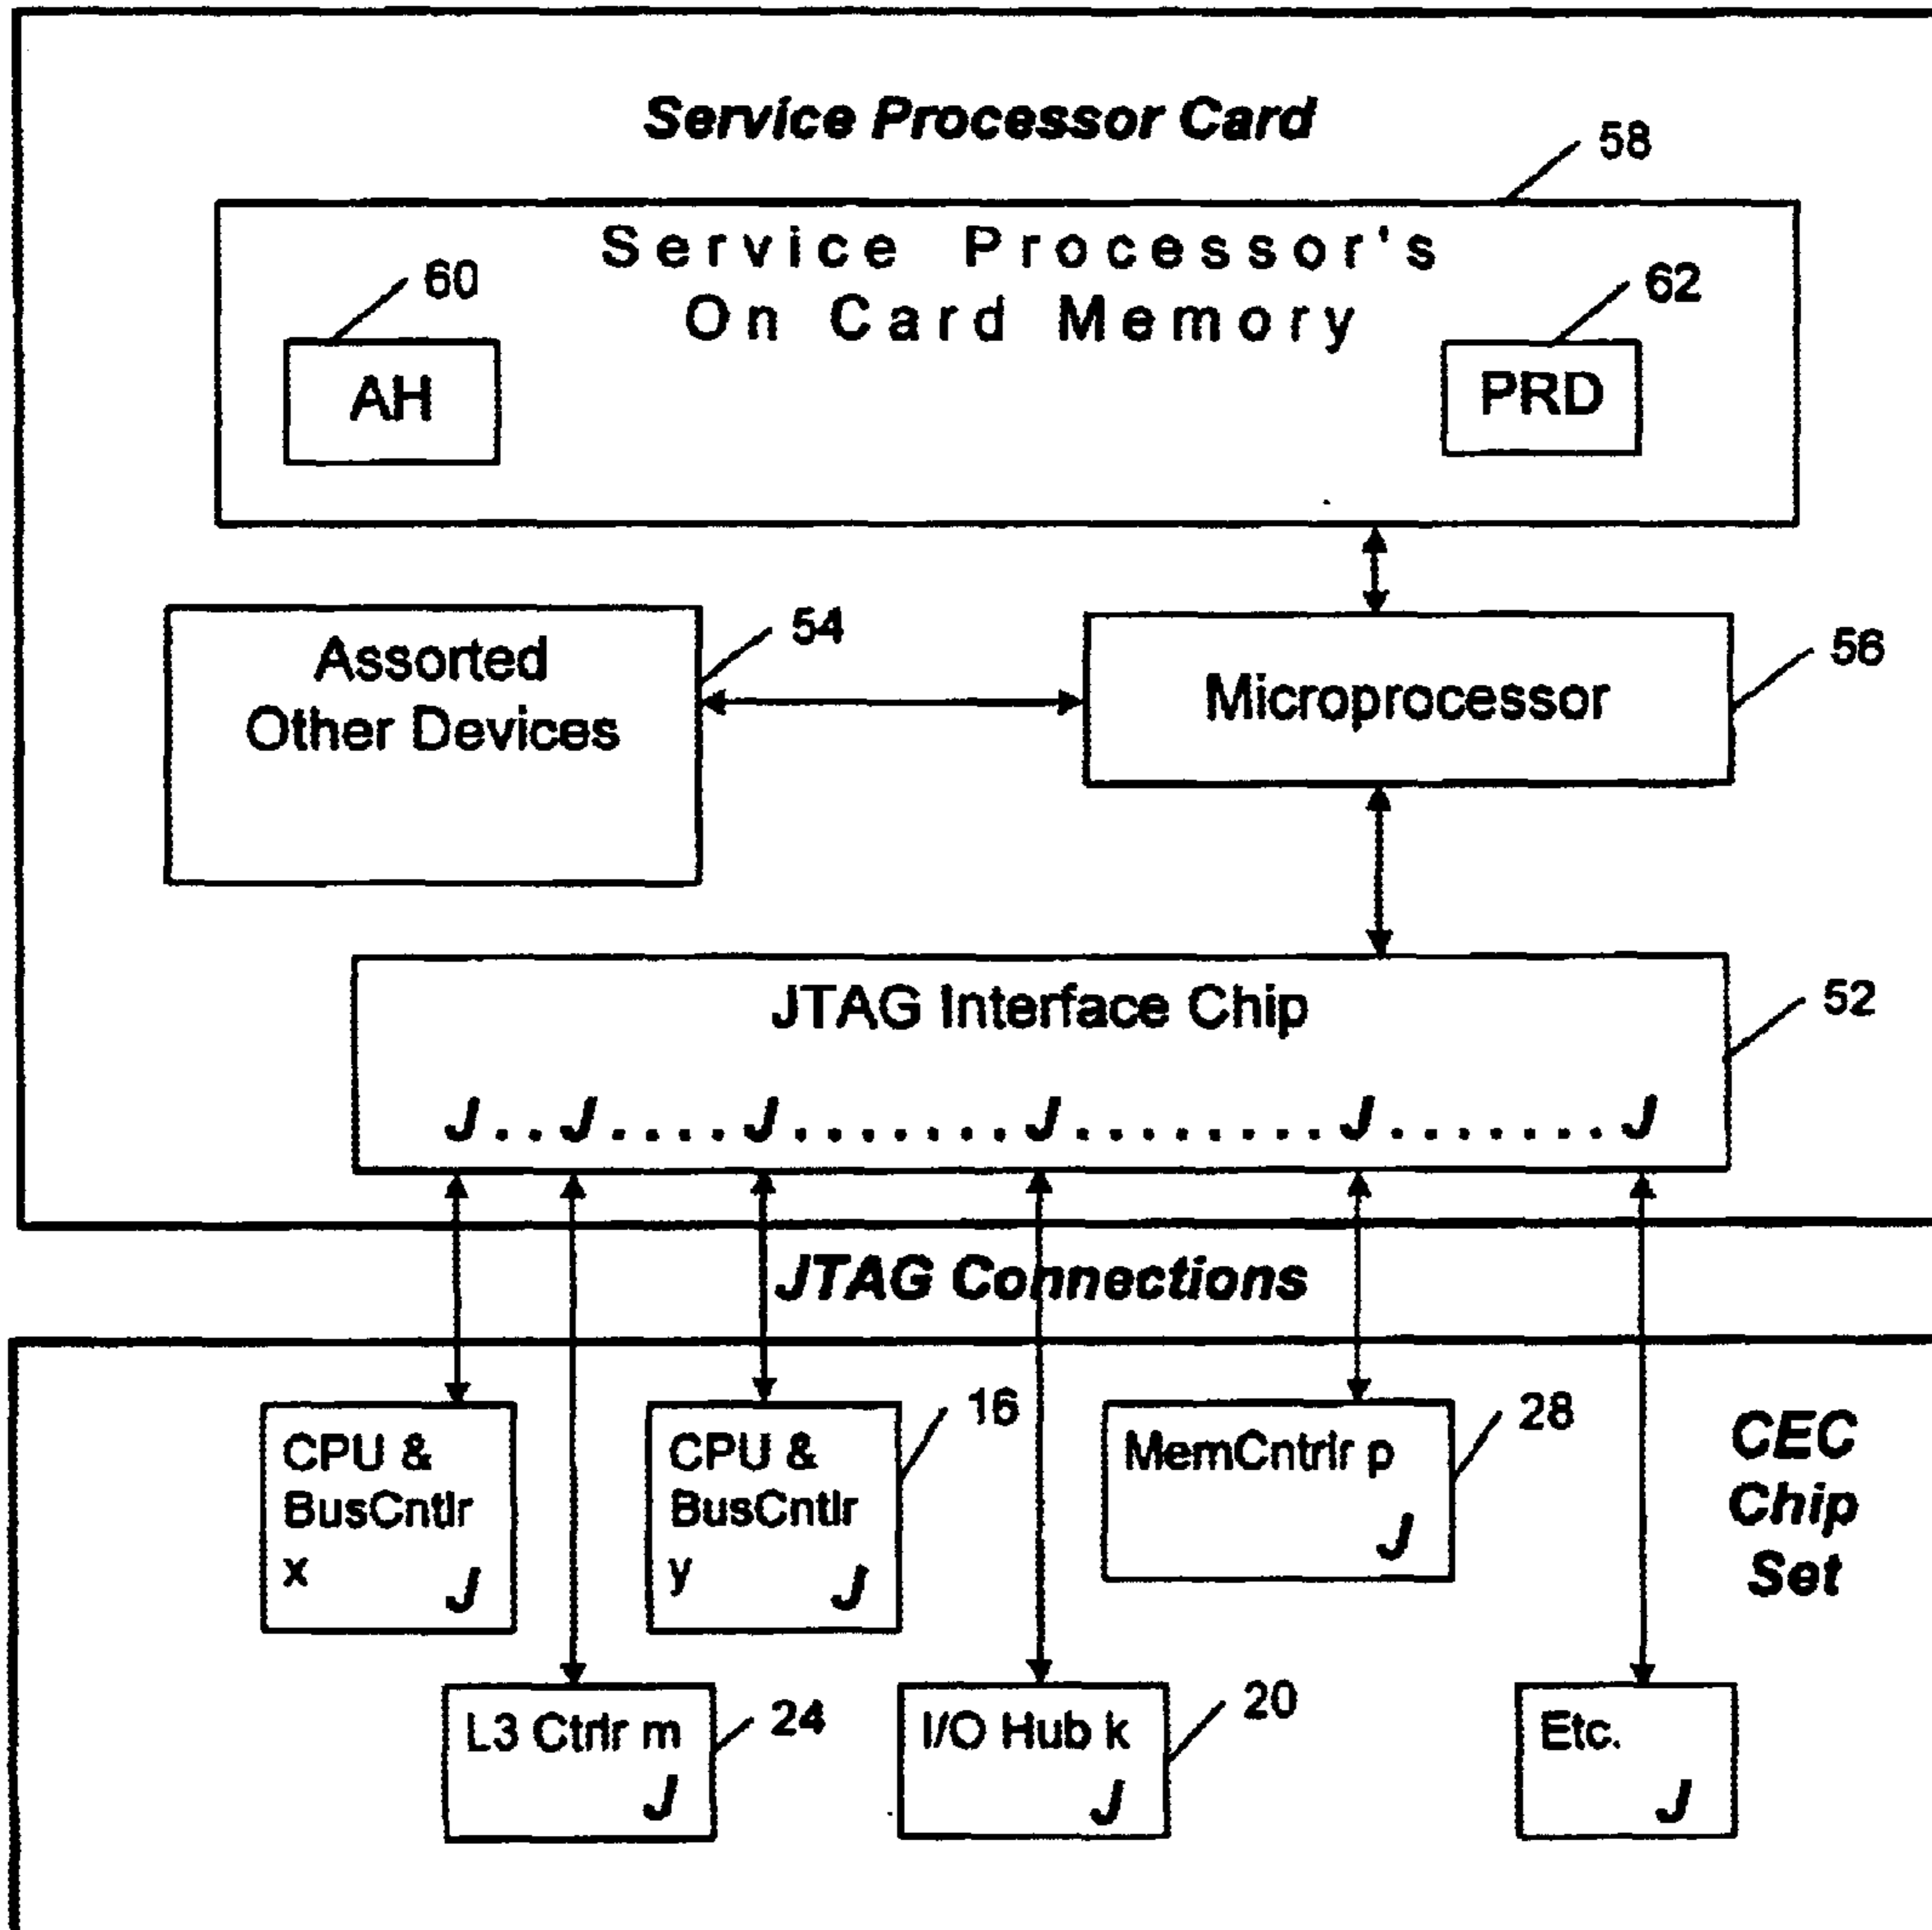 Service Processor Card
58
Service Processor's
On Card Memory
60
62
AH
PRD
54
Assorted
Other Devices
56
Microprocessor
JTAG Interface Chip
52
J..J....J.......J........J.......J
JTAG Connections
16
28
CPU &
BusCntlr
x
J
CPU &
BusCntlr
y
J
MemCntrlr p
J
CEC
Chip
Set
24
20
L3 Ctrlr m
J
I/O Hub k
J
Etc.
J